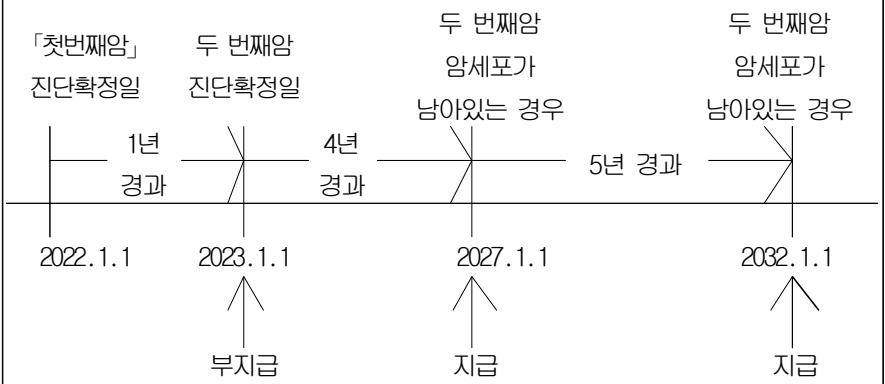 「첫번째암」
진단확정일
두 번째암
진단확정일
두 번째암
암세포가
남아있는 경우
두 번째암
암세포가
남아있는 경우
1년
경과
4년
경과
5년 경과
2022.1.1
2023.1.1
2027.1.1
2032.1.1
부지급
지급
지급